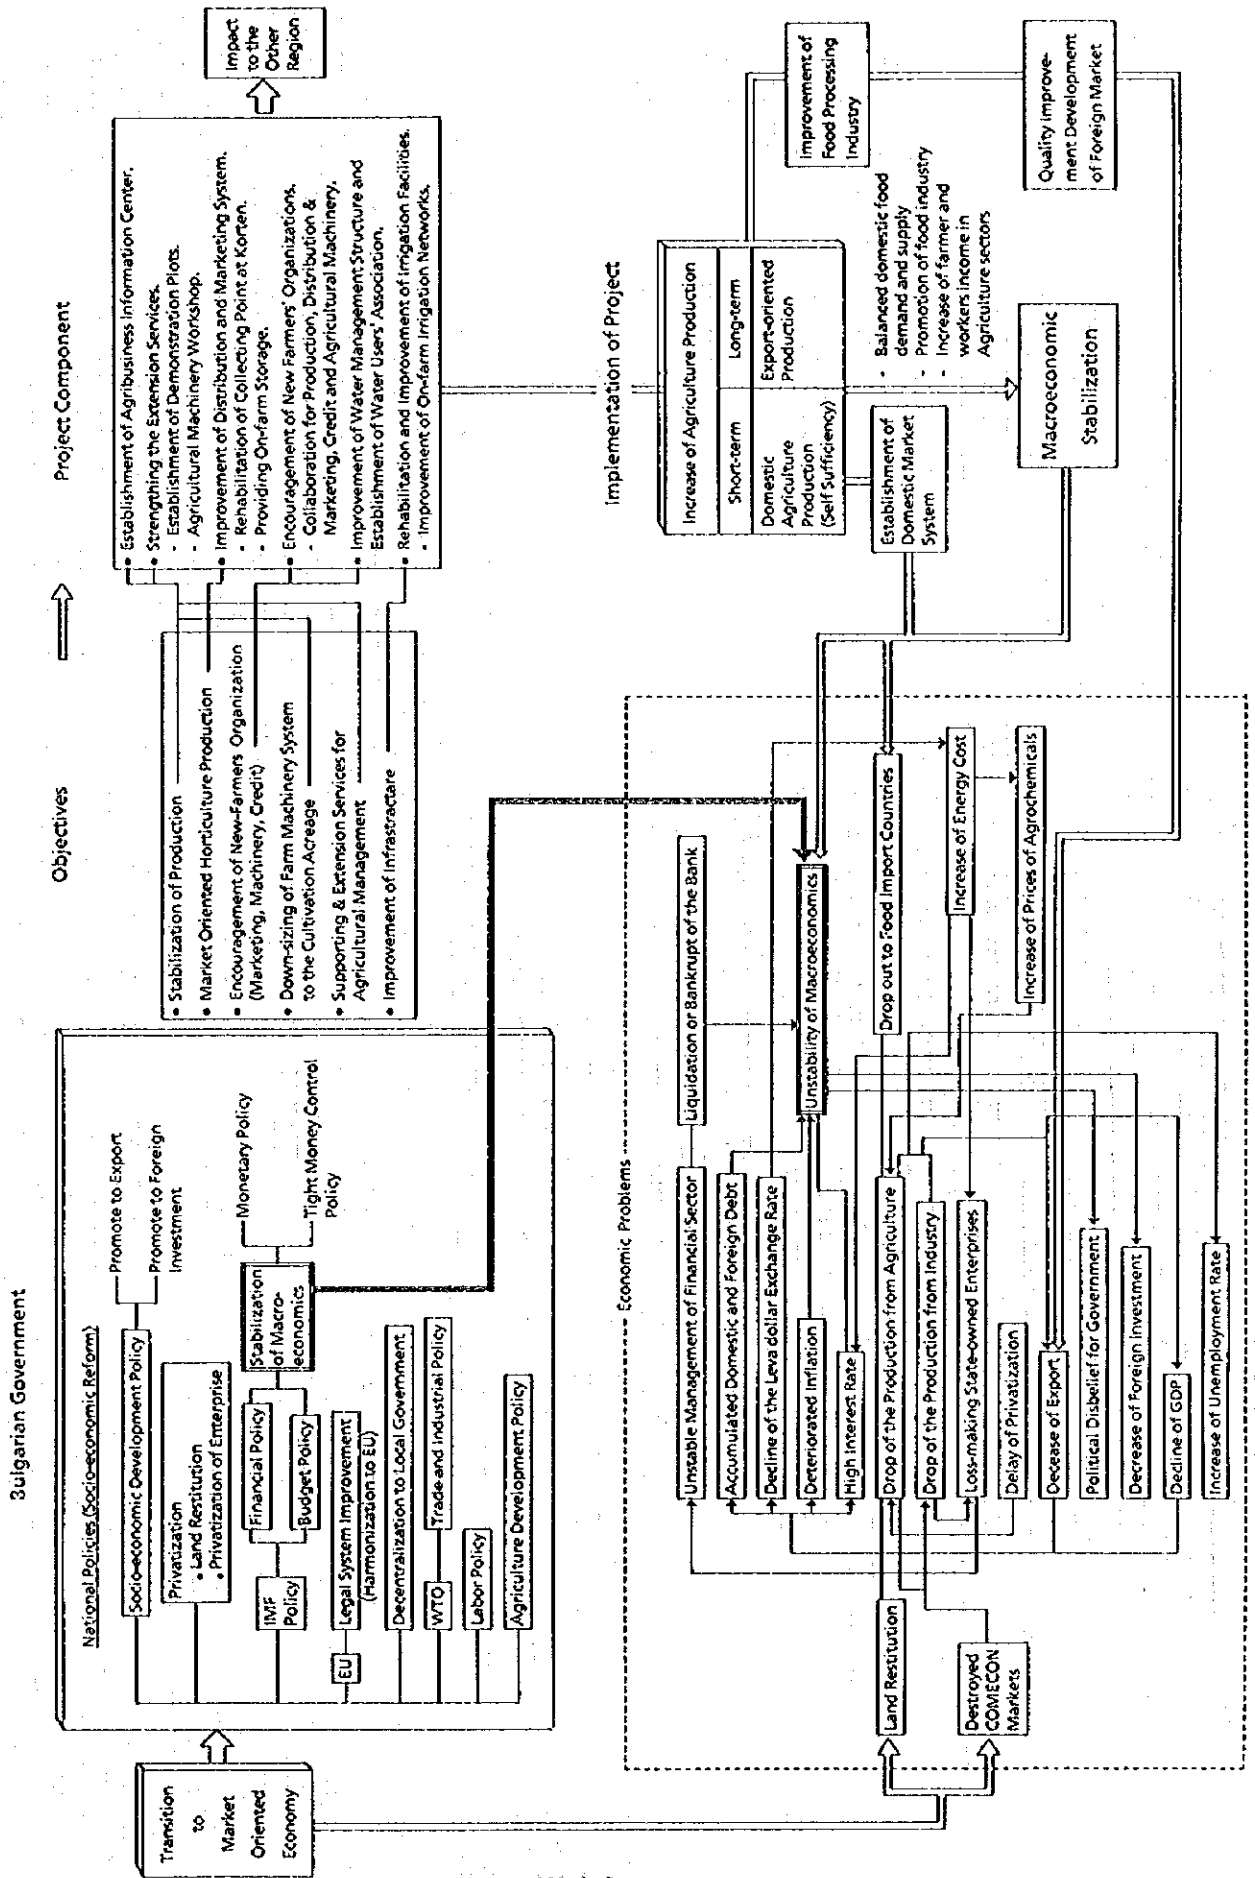 Bulgarian Government
National Policies (Socio-economic Reform)
Transition
to
Market
Oriented
Economy
Socio-economic Development Policy
Promote to Export
Promote to Foreign
Investment
Privatization
• Land Restitution
• Privatization of Enterprise
IMF
Policy
Financial Policy
Budget Policy
Stabilization
of Macro-
economics
Monetary Policy
Tight Money Control
Policy
EU
Legal System Improvement
(Harmonization to EU)
Decentralization to Local Government
WTO
Trade and Industrial Policy
Labor Policy
Agriculture Development Policy
Objectives
• Stabilization of Production
• Market Oriented Horticulture Production
• Encouragement of New-Farmers Organization
(Marketing, Machinery, Credit)
• Down-sizing of Farm Machinery System
to the Cultivation Acreage
• Supporting & Extension Services for
Agricultural Management
• Improvement of Infrastractare
Project Component
• Establishment of Agribusiness Information Center.
• Strengthing the Extension Services.
- Establishment of Demonstration Plots.
- Agricultural Machinery Workshop.
• Improvement of Distribution and Marketing System.
- Rehabilitation of Collecting Point at Korten.
- Providing On-farm Storage.
• Encouragement of New Farmers' Organizations.
- Collaboration for Production, Distribution &
Marketing, Credit and Agricultural Machinery.
• Improvement of Water Management Structure and
Establishment of Water Users' Association.
• Rehabilitation and Improvement of Irrigation Facilities.
- Improvement of On-farm Irrigation Networks.
Impact
to the
Other
Region
Economic Problems
Land Restitution
Destroyed
COMECON
Markets
Unstable Management of Financial Sector
Liquidation or Bankrupt of the Bank
Accumulated Domestic and Foreign Debt
Decline of the Leva dollar Exchange Rate
Deteriorated Inflation
Unstability of Macroeconomics
High Interest Rate
Drop of the Production from Agriculture
Drop out to Food Import Countries
Drop of the Production from Industry
Increase of Energy Cost
Loss-making State-owned Enterprises
Increase of Prices of Agrochemicals
Delay of Privatization
Decease of Export
Political Disbelief for Government
Decrease of Foreign Investment
Decline of GDP
Increase of Unemployment Rate
Implementation of Project
Increase of Agriculture Production
Short-term
Long-term
Domestic
Agriculture
Production
(Self Sufficiency)
Export-oriented
Production
Improvement of
Food Processing
Industry
Establishment of
Domestic Market
System
- Balanced domestic food
demand and supply
- Promotion of food industry
- Increase of farmer and
workers income in
Agriculture sectors
Macroeconomic
Stabilization
Quality Improve-
ment Development
of Foreign Market